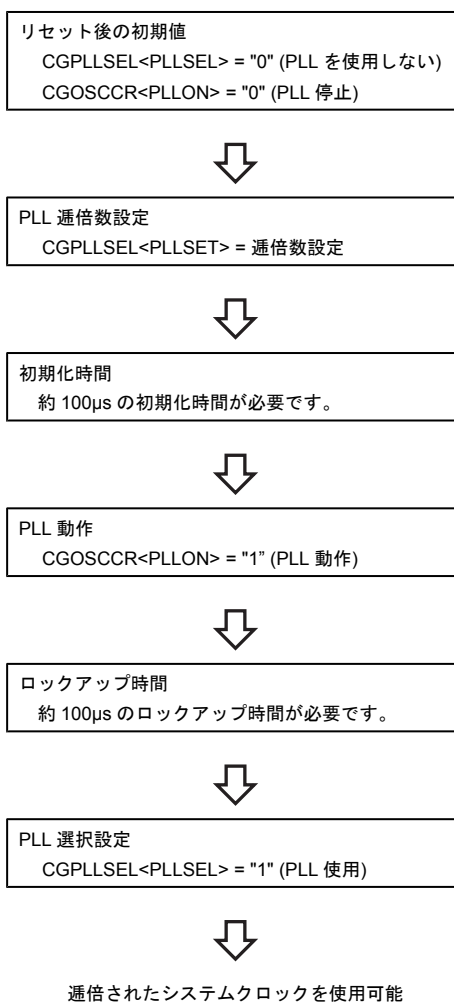 リセット後の初期値
CGPLLSEL<PLLSEL> = "0" (PLL を使用しない)
CGOSCCR<PLLON> = "0" (PLL 停止)
PLL 逓倍数設定
CGPLLSEL<PLLSET> = 逓倍数設定
初期化時間
約 100µs の初期化時間が必要です。
PLL 動作
CGOSCCR<PLLON> = "1” (PLL 動作)
ロックアップ時間
約 100µs のロックアップ時間が必要です。
PLL 選択設定
CGPLLSEL<PLLSEL> = "1" (PLL 使用)
逓倍されたシステムクロックを使用可能